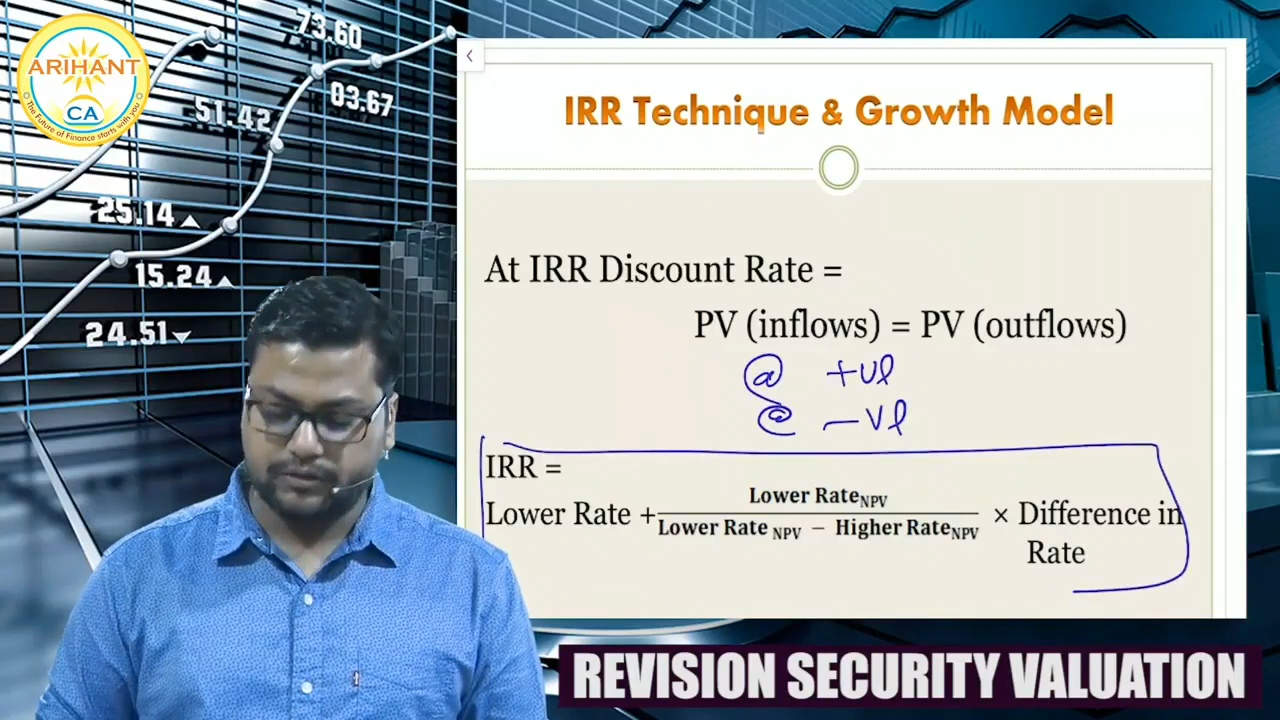 ARIHANT
CA
The Future of Finance starts with you
73.60
03.67
51.42
25.14
15.24
24.51
IRR Technique & Growth Model
At IRR Discount Rate =
PV (inflows) = PV (outflows)
@ +ve
@ -ve
IRR =
Lower Rate + Lower Rate NPV / Lower Rate NPV − Higher Rate NPV × Difference in
Rate
REVISION SECURITY VALUATION